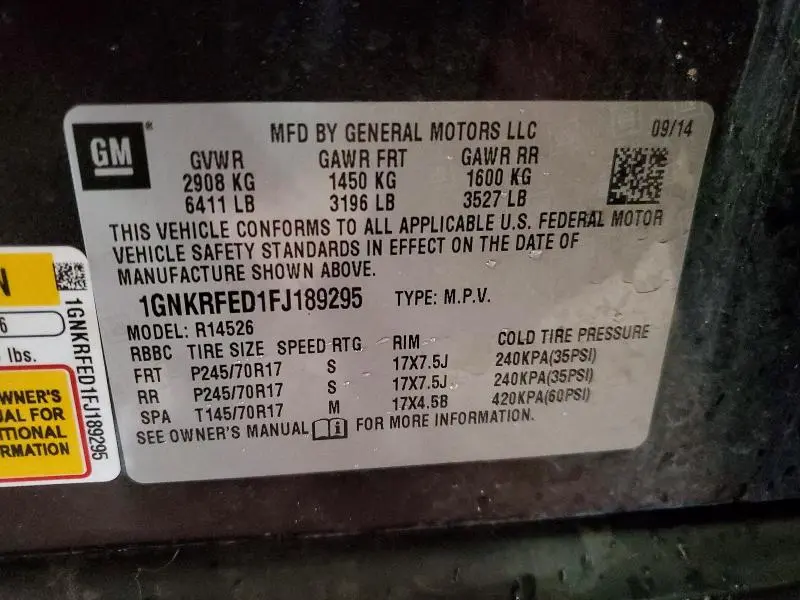 GM
MFD BY GENERAL MOTORS LLC 09/14
GVWR GAWR FRT GAWR RR
2908 KG 1450 KG 1600 KG
6411 LB 3196 LB 3527 LB
THIS VEHICLE CONFORMS TO ALL APPLICABLE U.S. FEDERAL MOTOR
VEHICLE SAFETY STANDARDS IN EFFECT ON THE DATE OF
MANUFACTURE SHOWN ABOVE.
1GNKRFED1FJ189295 TYPE: M.P.V.
MODEL: R14526
RBBC TIRE SIZE SPEED RTG RIM COLD TIRE PRESSURE
FRT P245/70R17 S 17X7.5J 240KPA(35PSI)
RR P245/70R17 S 17X7.5J 240KPA(35PSI)
SPA T145/70R17 M 17X4.5B 420KPA(60PSI)
SEE OWNER'S MANUAL i FOR MORE INFORMATION.
N
6
lbs.
WNER'S
UAL FOR
ITIONAL
RMATION
1GNKRFED1FJ189295